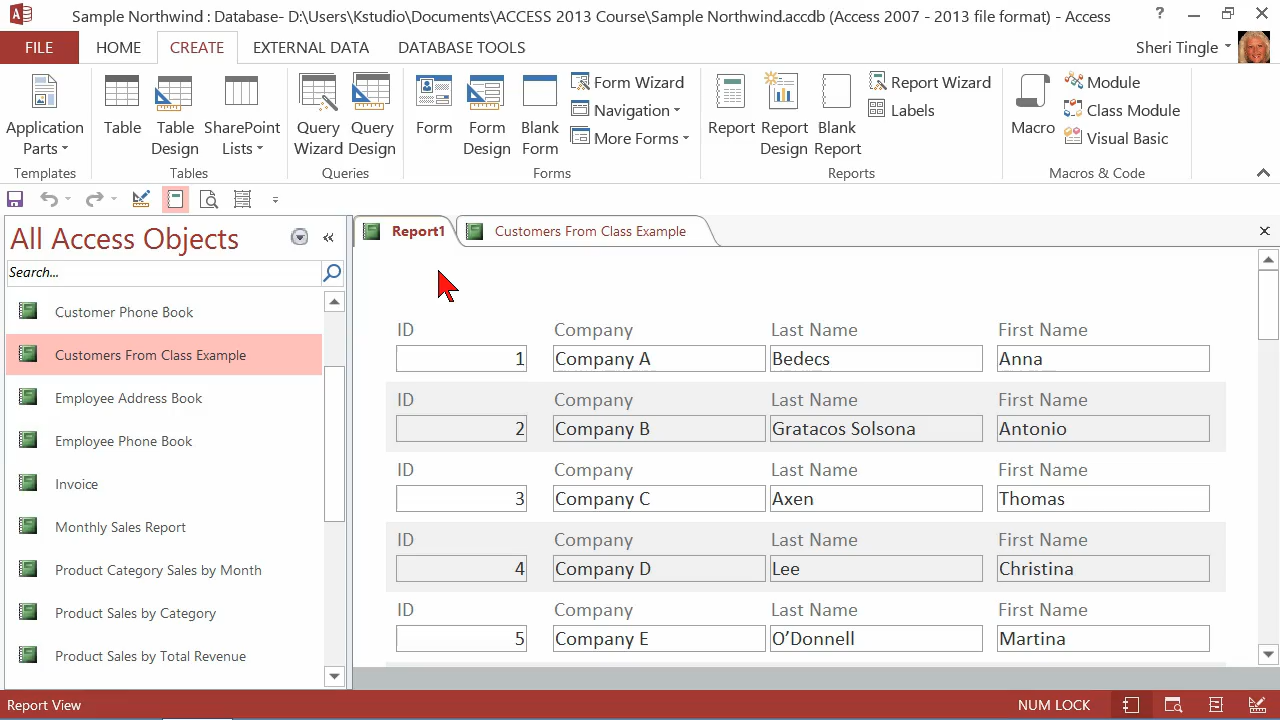 Sample Northwind : Database- D:\Users\Kstudio\Documents\ACCESS 2013 Course\Sample Northwind.accdb (Access 2007 - 2013 file format) - Access
?
FILE HOME CREATE EXTERNAL DATA DATABASE TOOLS Sheri Tingle
Application Parts
Table
Table Design
SharePoint Lists
Query Wizard
Query Design
Form
Form Design
Blank Form
Form Wizard
Navigation
More Forms
Report
Report Design
Blank Report
Report Wizard
Labels
Macro
Module
Class Module
Visual Basic
Templates Tables Queries Forms Reports Macros & Code
All Access Objects
Search...
Customer Phone Book
Customers From Class Example
Employee Address Book
Employee Phone Book
Invoice
Monthly Sales Report
Product Category Sales by Month
Product Sales by Category
Product Sales by Total Revenue
Report1 Customers From Class Example
ID Company Last Name First Name
1 Company A Bedecs Anna
ID Company Last Name First Name
2 Company B Gratacos Solsona Antonio
ID Company Last Name First Name
3 Company C Axen Thomas
ID Company Last Name First Name
4 Company D Lee Christina
ID Company Last Name First Name
5 Company E O’Donnell Martina
Report View NUM LOCK